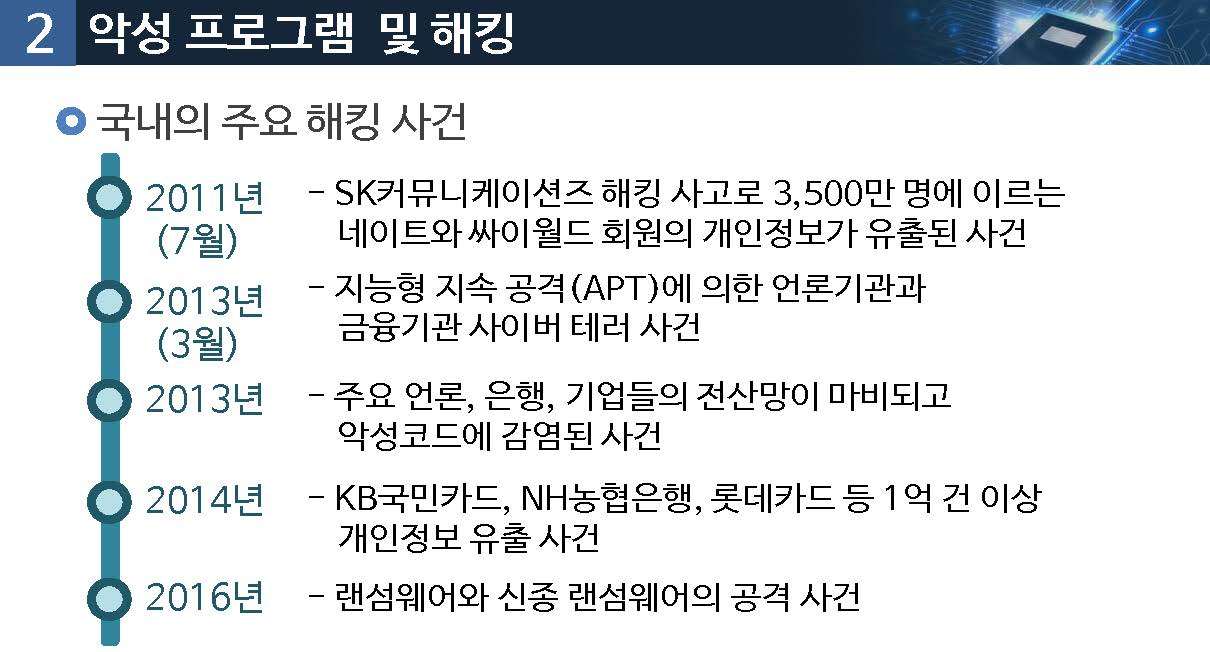 2 악성 프로그램 및 해킹
국내의 주요 해킹 사건
2011년 - SK커뮤니케이션즈 해킹 사고로 3,500만 명에 이르는
(7월) 네이트와 싸이월드 회원의 개인정보가 유출된 사건
2013년 - 지능형 지속 공격(APT)에 의한 언론기관과
(3월) 금융기관 사이버 테러 사건
2013년 - 주요 언론, 은행, 기업들의 전산망이 마비되고
악성코드에 감염된 사건
2014년 - KB국민카드, NH농협은행, 롯데카드 등 1억 건 이상
개인정보 유출 사건
2016년 - 랜섬웨어와 신종 랜섬웨어의 공격 사건